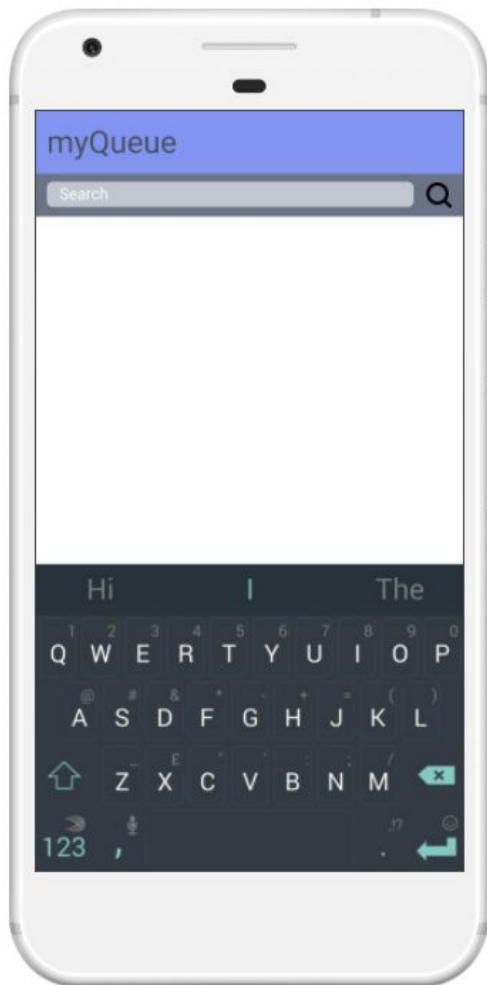 myQueue
Search
Hi I The
1 2 3 4 5 6 7 8 9 0
Q W E R T Y U I O P
@ # & * - + = ( )
A S D F G H J K L
_ £ " ' : ; /
Z X C V B N M
,!?
123 , .